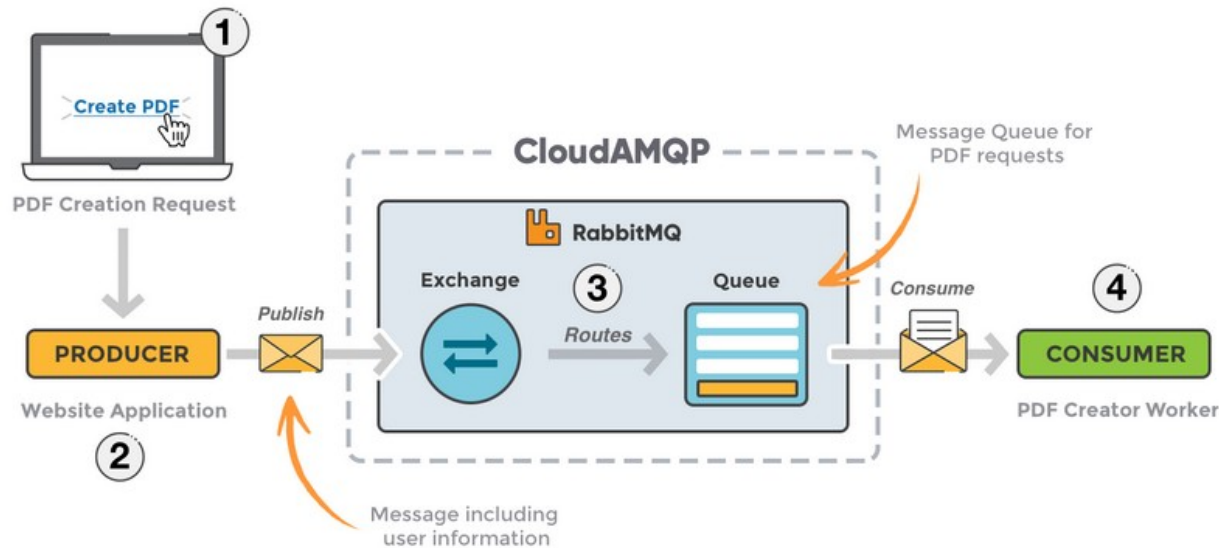 1
Create PDF
PDF Creation Request
CloudAMQP
Message Queue for
PDF requests
RabbitMQ
Exchange
3
Routes
Queue
Publish
PRODUCER
Website Application
2
Message including
user information
Consume
4
CONSUMER
PDF Creator Worker